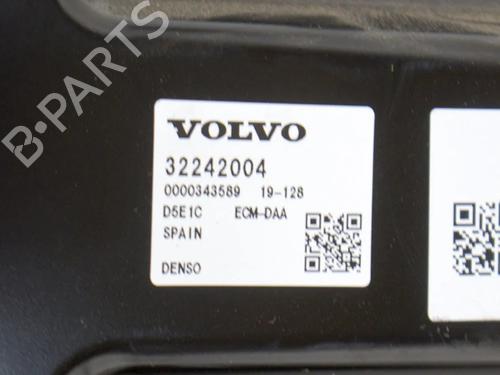 B-PARTS
VOLVO
32242004
0000343589 19-128
D5E1C ECM-DAA
SPAIN
DENSO